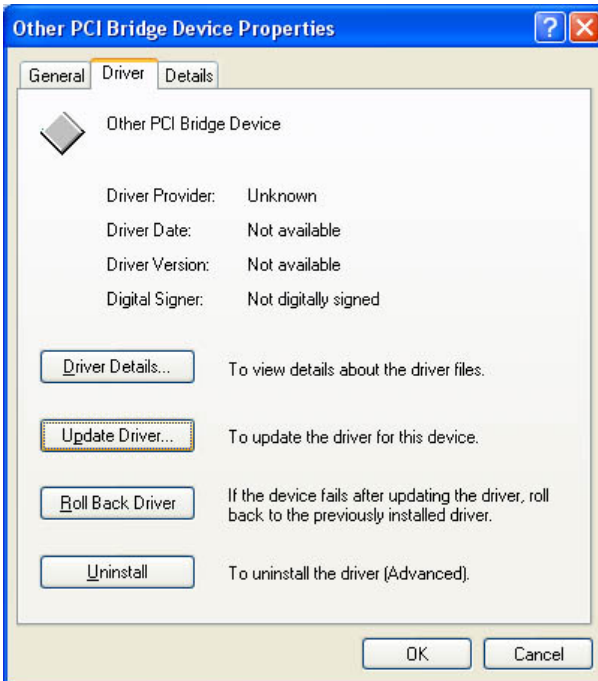 Other PCI Bridge Device Properties
General Driver Details
Other PCI Bridge Device
Driver Provider: Unknown
Driver Date: Not available
Driver Version: Not available
Digital Signer: Not digitally signed
Driver Details... To view details about the driver files.
Update Driver... To update the driver for this device.
Roll Back Driver If the device fails after updating the driver, roll
back to the previously installed driver.
Uninstall To uninstall the driver (Advanced).
OK Cancel